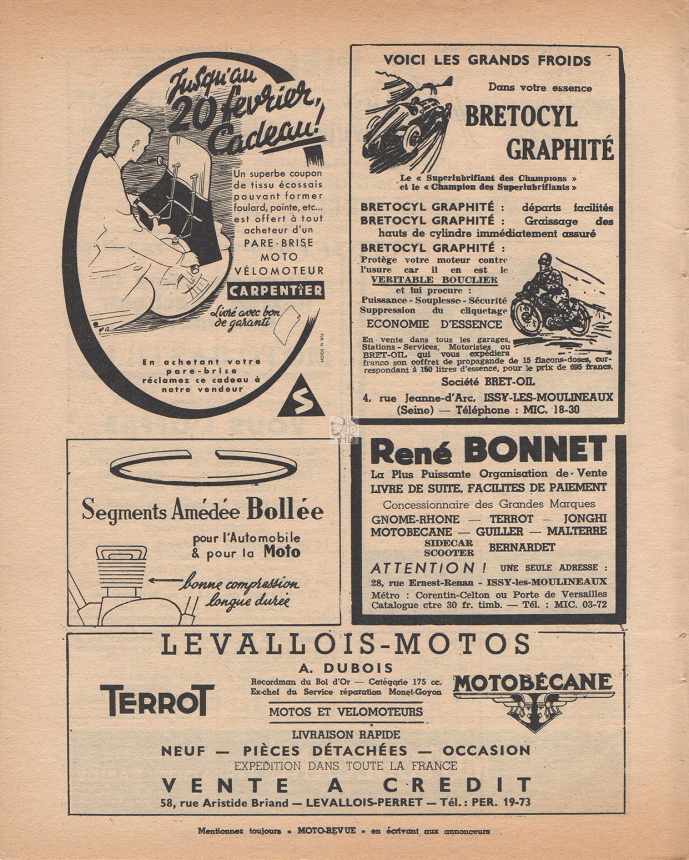 Jusqu'au
20 février,
Cadeau!
Un superbe coupon
de tissu écossais
pouvant former
foulard, pointe, etc...
est offert à tout
acheteur d'un
PARE-BRISE
MOTO
VÉLOMOTEUR
CARPENTIER
Livré avec bon
de garanti
En achetant votre
pare-brise
réclamez ce cadeau à
notre vendeur
S
VOICI LES GRANDS FROIDS
Dans votre essence
BRETOCYL
GRAPHITÉ
Le « Superlubrifiant des Champions »
et le « Champion des Superlubrifiants »
BRETOCYL GRAPHITÉ : départs facilités
BRETOCYL GRAPHITÉ : Graissage des
hauts de cylindre immédiatement assuré
BRETOCYL GRAPHITÉ :
Protège votre moteur contre
l'usure car il en est le
VERITABLE BOUCLIER
et lui procure :
Puissance - Souplesse - Sécurité
Suppression du cliquetage
ECONOMIE D'ESSENCE
En vente dans tous les garages,
Stations-Services, Motoristes ou
BRET-OIL qui vous expédiera
franco son coffret de propagande de 15 flacons-doses, cor-
respondant à 150 litres d'essence, pour le prix de 695 francs.
Société BRET-OIL
4, rue Jeanne-d'Arc, ISSY-LES-MOULINEAUX
(Seine) — Téléphone : MIC. 18-30
Segments Amédée Bollée
pour l'Automobile
& pour la Moto
bonne compression
longue durée
René BONNET
La Plus Puissante Organisation de Vente
LIVRE DE SUITE. FACILITES DE PAIEMENT
Concessionnaire des Grandes Marques
GNOME-RHONE — TERROT — JONGHI
MOTOBECANE — GUILLER — MALTERRE
SIDECAR
SCOOTER BERNARDET
ATTENTION ! UNE SEULE ADRESSE :
28, rue Ernest-Renan - ISSY-les-MOULINEAUX
Métro : Corentin-Celton ou Porte de Versailles
Catalogue ctre 30 fr. timb. — Tél. : MIC. 03-72
LEVALLOIS-MOTOS
A. DUBOIS
Recordman du Bol d'Or — Catégorie 175 cc.
Ex-chef du Service réparation Monet-Goyon
TERROT
MOTOBÉCANE
MOTOS ET VELOMOTEURS
LIVRAISON RAPIDE
NEUF — PIÈCES DÉTACHÉES — OCCASION
EXPEDITION DANS TOUTE LA FRANCE
VENTE A CREDIT
58, rue Aristide Briand — LEVALLOIS-PERRET — Tél. : PER. 19-73
Mentionnez toujours « MOTO-REVUE » en écrivant aux annonceurs